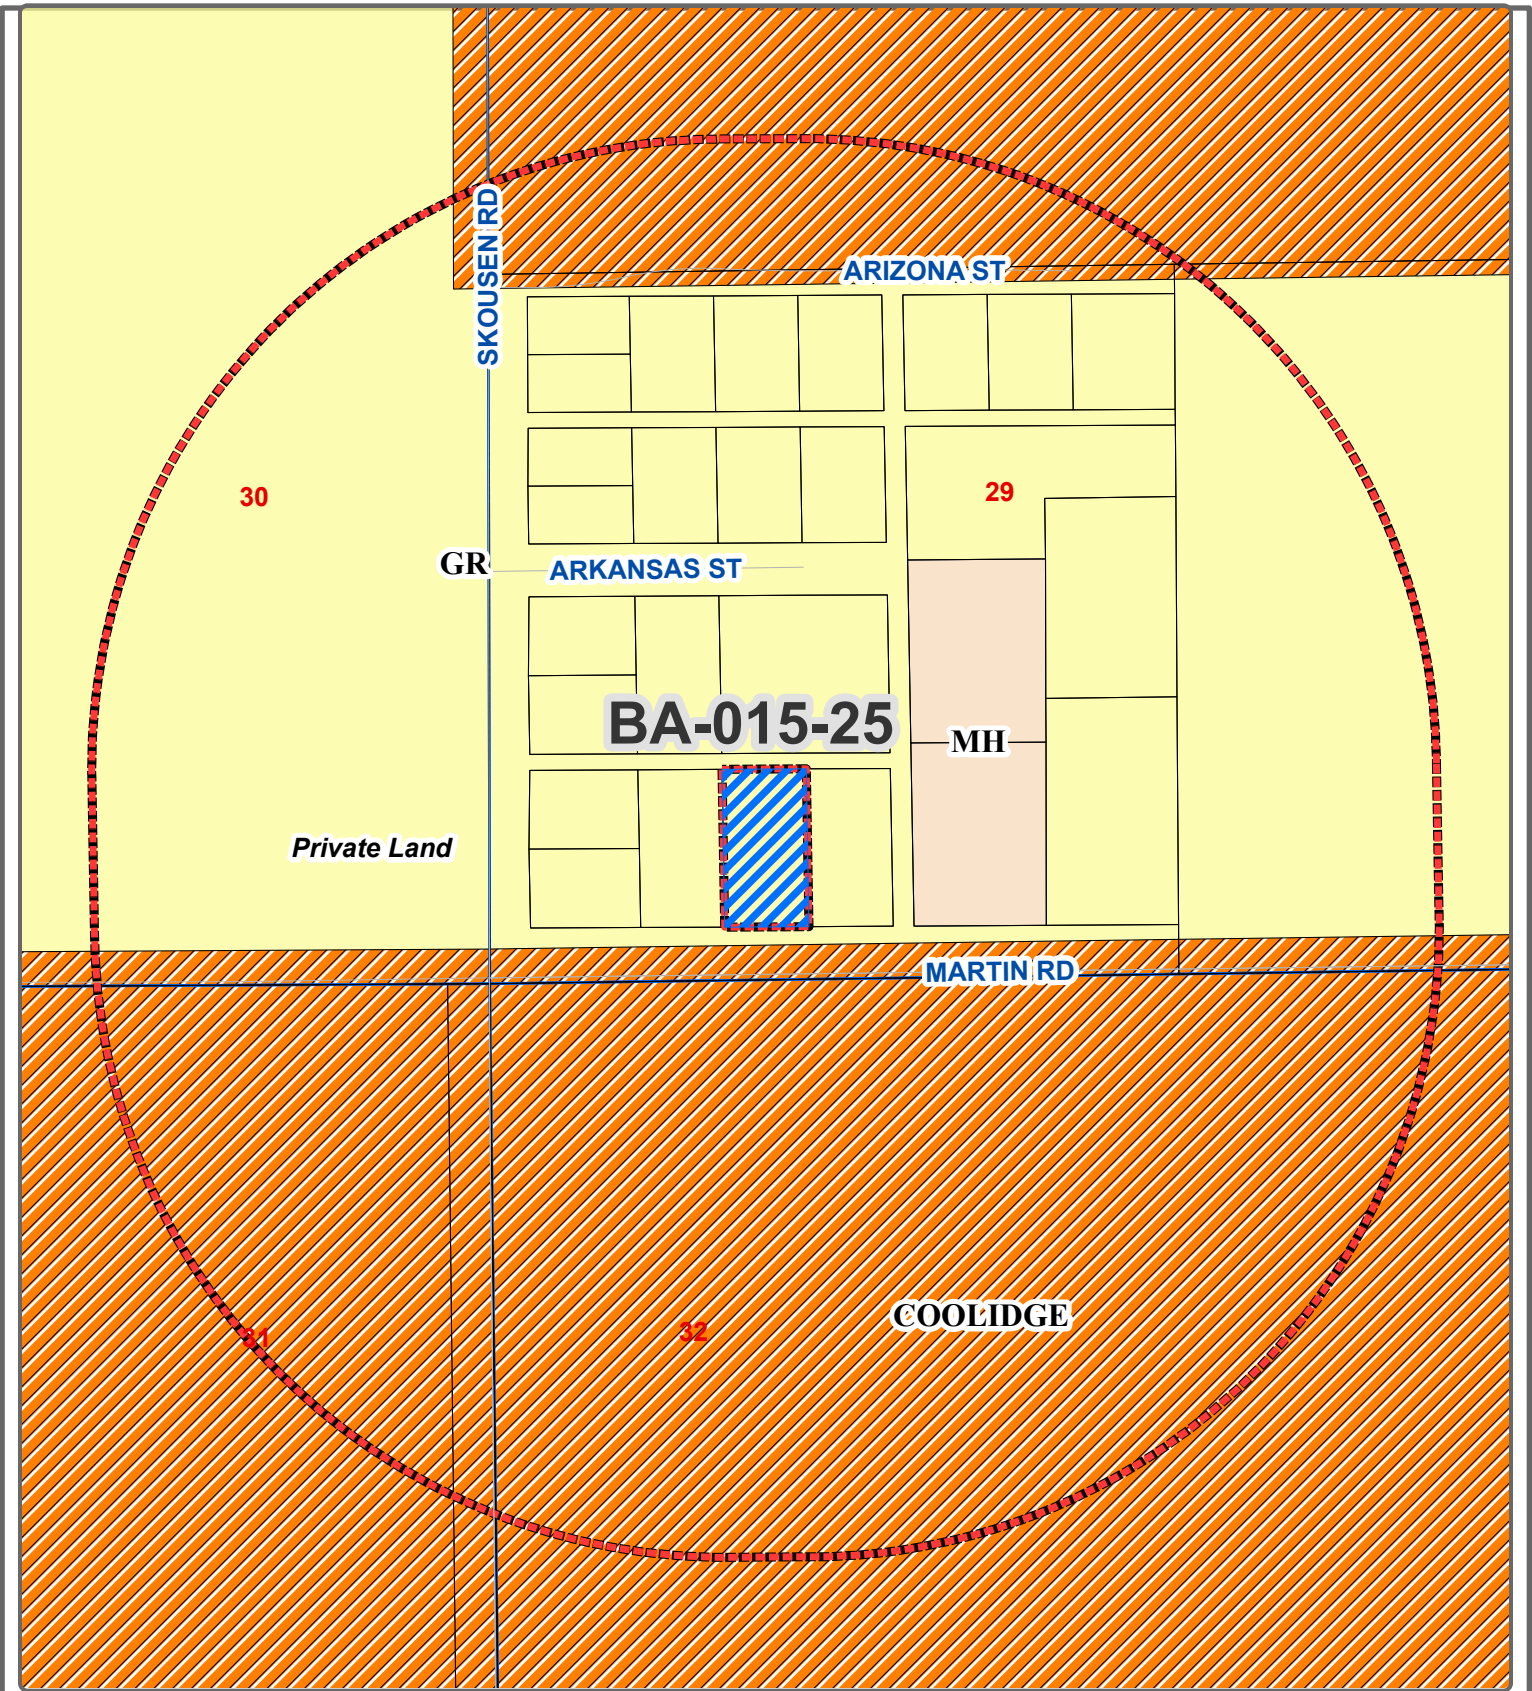 SKOUSEN RD
ARIZONA ST
30
29
GR
ARKANSAS ST
BA-015-25
MH
Private Land
MARTIN RD
COOLIDGE
31
32